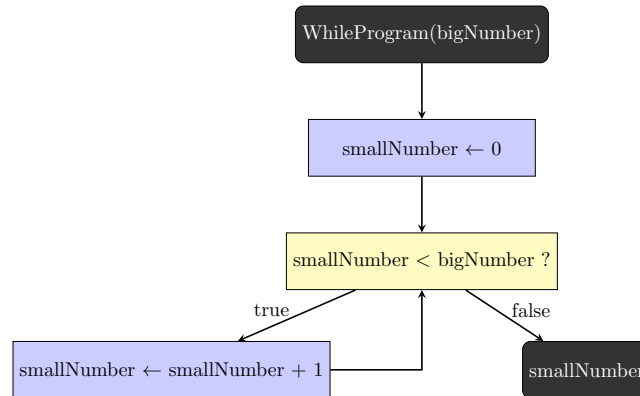 WhileProgram(bigNumber)
smallNumber ← 0
smallNumber < bigNumber ?
true
false
smallNumber ← smallNumber + 1
smallNumber